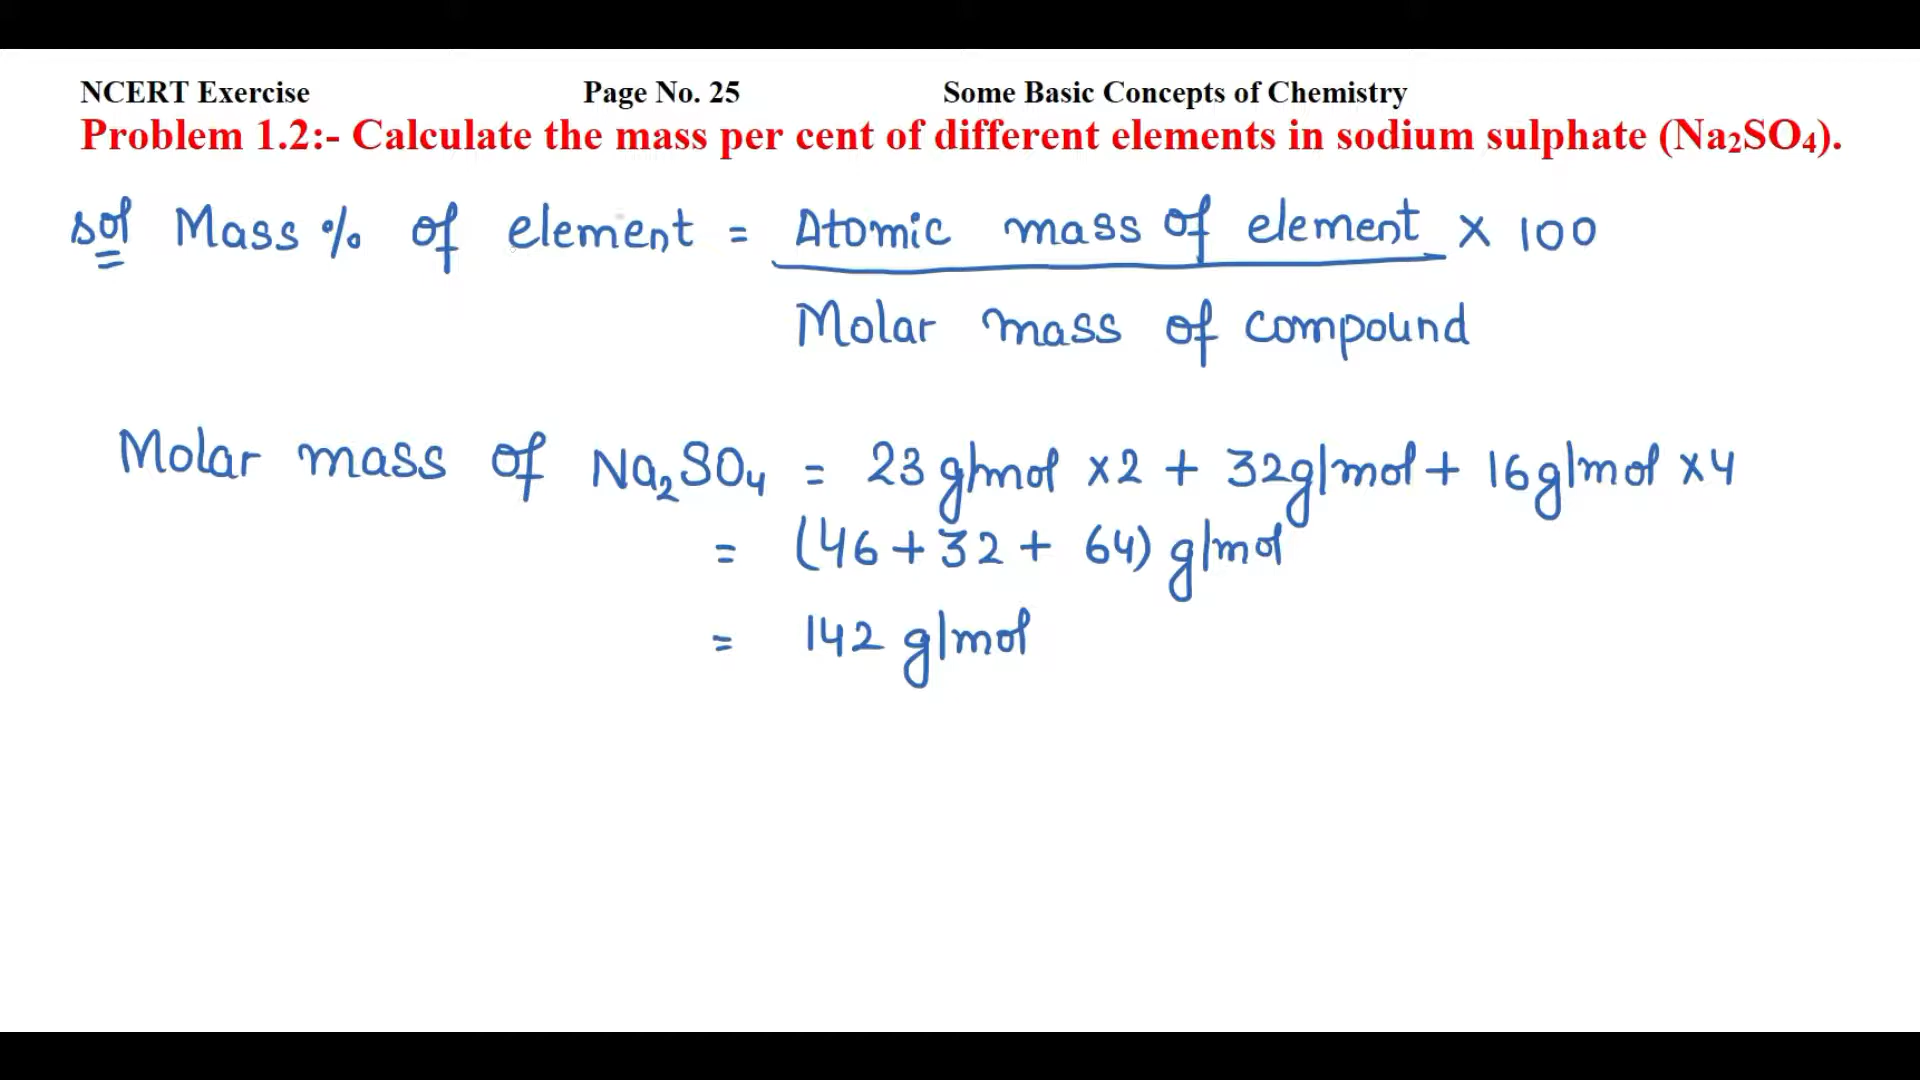 NCERT Exercise Page No. 25 Some Basic Concepts of Chemistry
Problem 1.2:- Calculate the mass per cent of different elements in sodium sulphate (Na₂SO₄).
sol Mass % of element = Atomic mass of element × 100
Molar mass of compound
Molar mass of Na₂SO₄ = 23 g/mol ×2 + 32g/mol + 16g/mol ×4
= (46 + 32 + 64) g/mol
= 142 g/mol